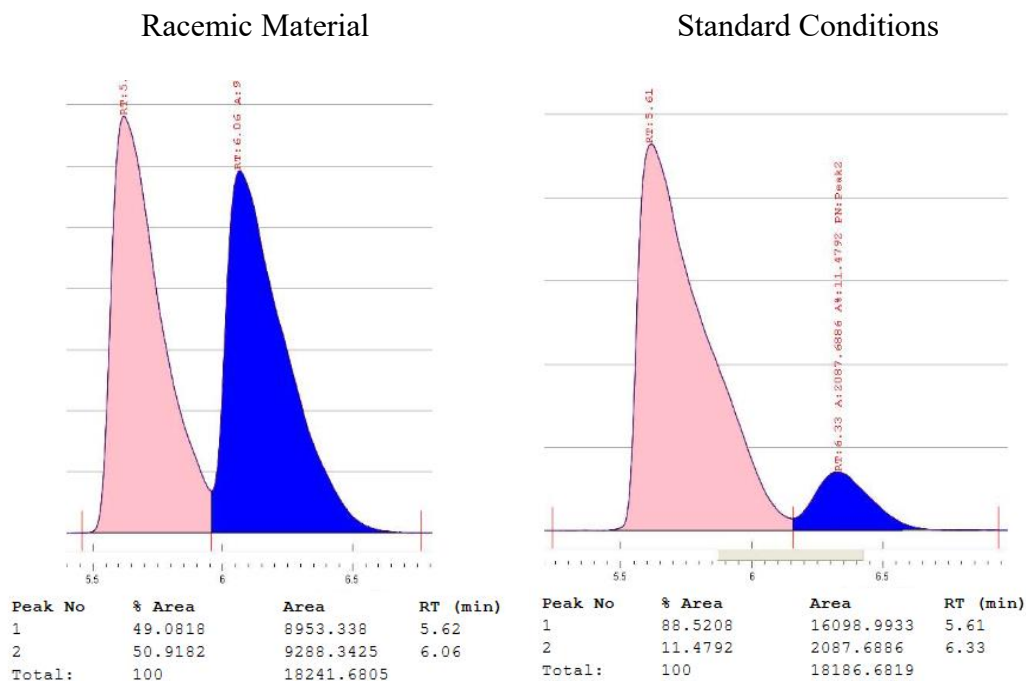 Racemic Material
Standard Conditions
RT:5.
RT:6.06 A:9
5.5 6 6.5
Peak No % Area Area RT (min)
1 49.0818 8953.338 5.62
2 50.9182 9288.3425 6.06
Total: 100 18241.6805
RT:5.61
RT:6.33 A:2087.6886 A%:11.4792 PN:Peak2
5.5 6 6.5
Peak No % Area Area RT (min)
1 88.5208 16098.9933 5.61
2 11.4792 2087.6886 6.33
Total: 100 18186.6819